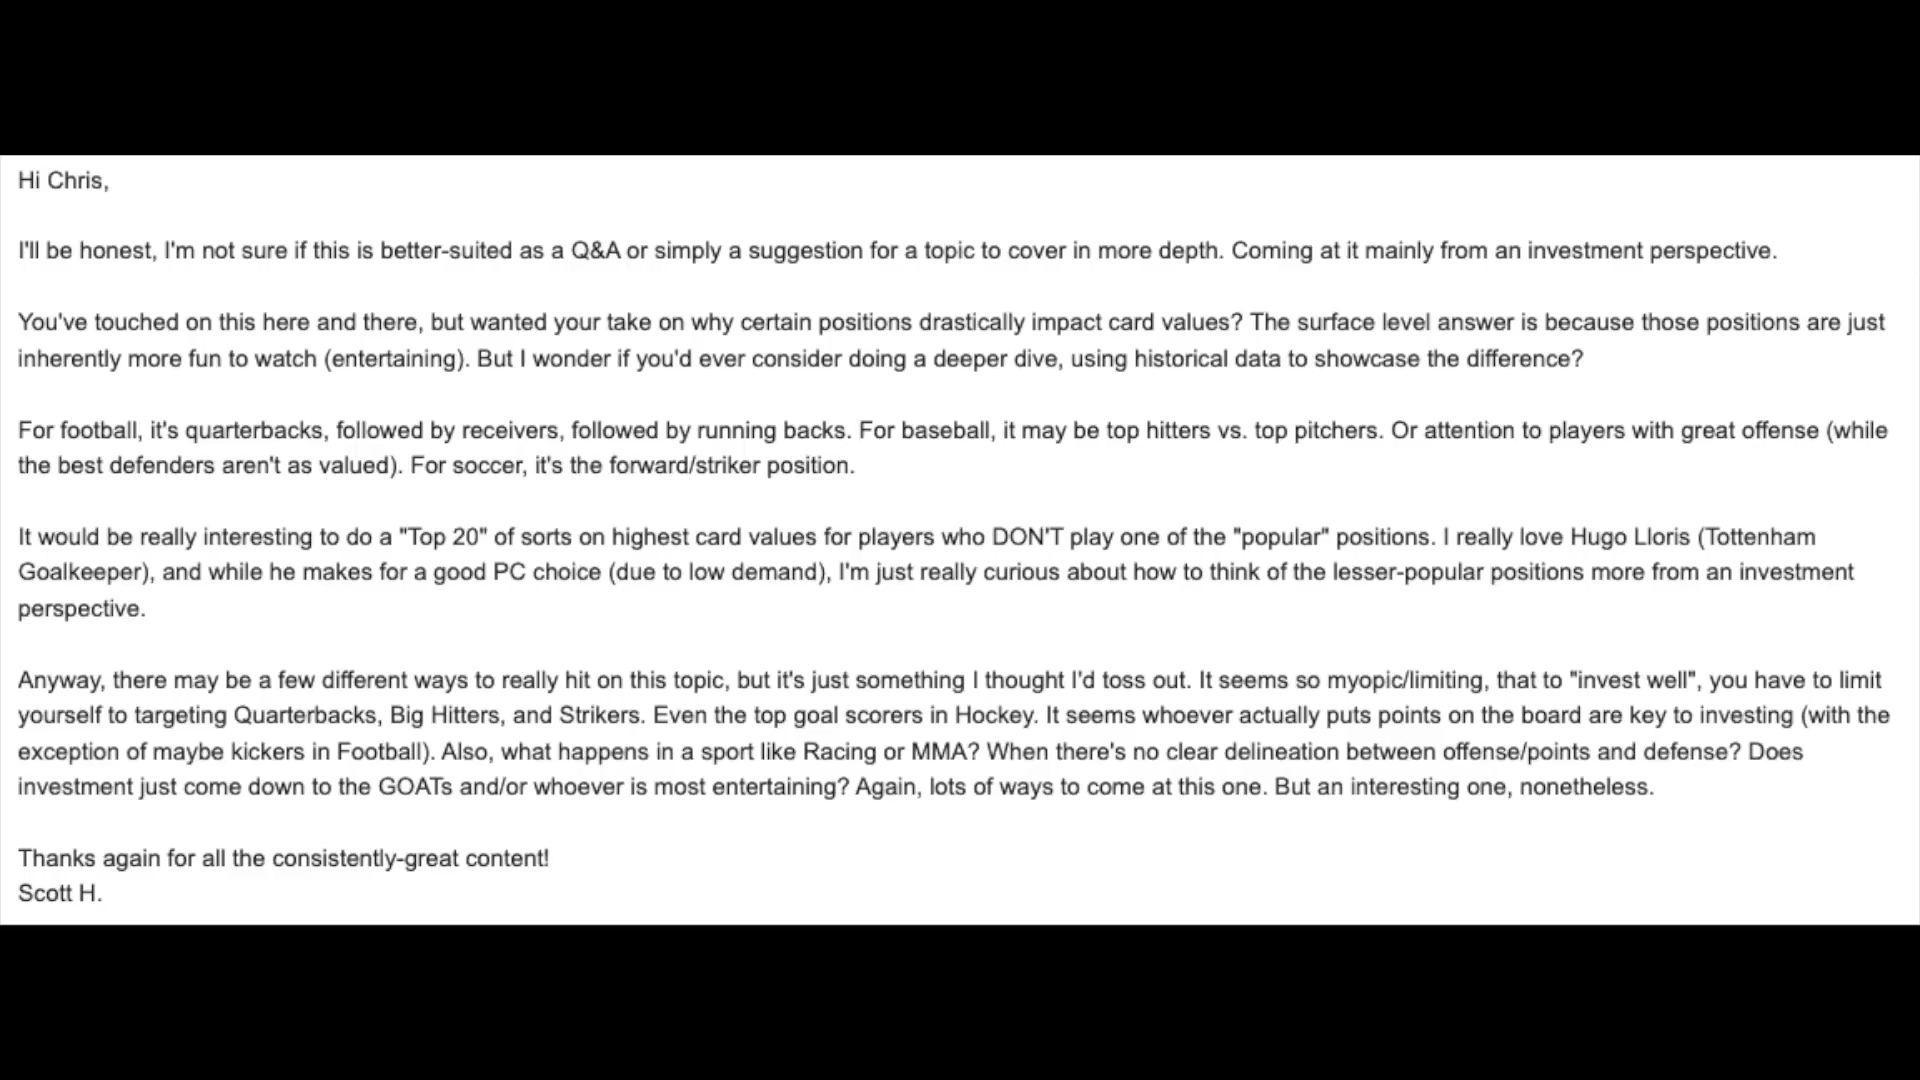 Hi Chris,
I'll be honest, I'm not sure if this is better-suited as a Q&A or simply a suggestion for a topic to cover in more depth. Coming at it mainly from an investment perspective.
You've touched on this here and there, but wanted your take on why certain positions drastically impact card values? The surface level answer is because those positions are just
inherently more fun to watch (entertaining). But I wonder if you'd ever consider doing a deeper dive, using historical data to showcase the difference?
For football, it's quarterbacks, followed by receivers, followed by running backs. For baseball, it may be top hitters vs. top pitchers. Or attention to players with great offense (while
the best defenders aren't as valued). For soccer, it's the forward/striker position.
It would be really interesting to do a "Top 20" of sorts on highest card values for players who DON'T play one of the "popular" positions. I really love Hugo Lloris (Tottenham
Goalkeeper), and while he makes for a good PC choice (due to low demand), I'm just really curious about how to think of the lesser-popular positions more from an investment
perspective.
Anyway, there may be a few different ways to really hit on this topic, but it's just something I thought I'd toss out. It seems so myopic/limiting, that to "invest well", you have to limit
yourself to targeting Quarterbacks, Big Hitters, and Strikers. Even the top goal scorers in Hockey. It seems whoever actually puts points on the board are key to investing (with the
exception of maybe kickers in Football). Also, what happens in a sport like Racing or MMA? When there's no clear delineation between offense/points and defense? Does
investment just come down to the GOATs and/or whoever is most entertaining? Again, lots of ways to come at this one. But an interesting one, nonetheless.
Thanks again for all the consistently-great content!
Scott H.